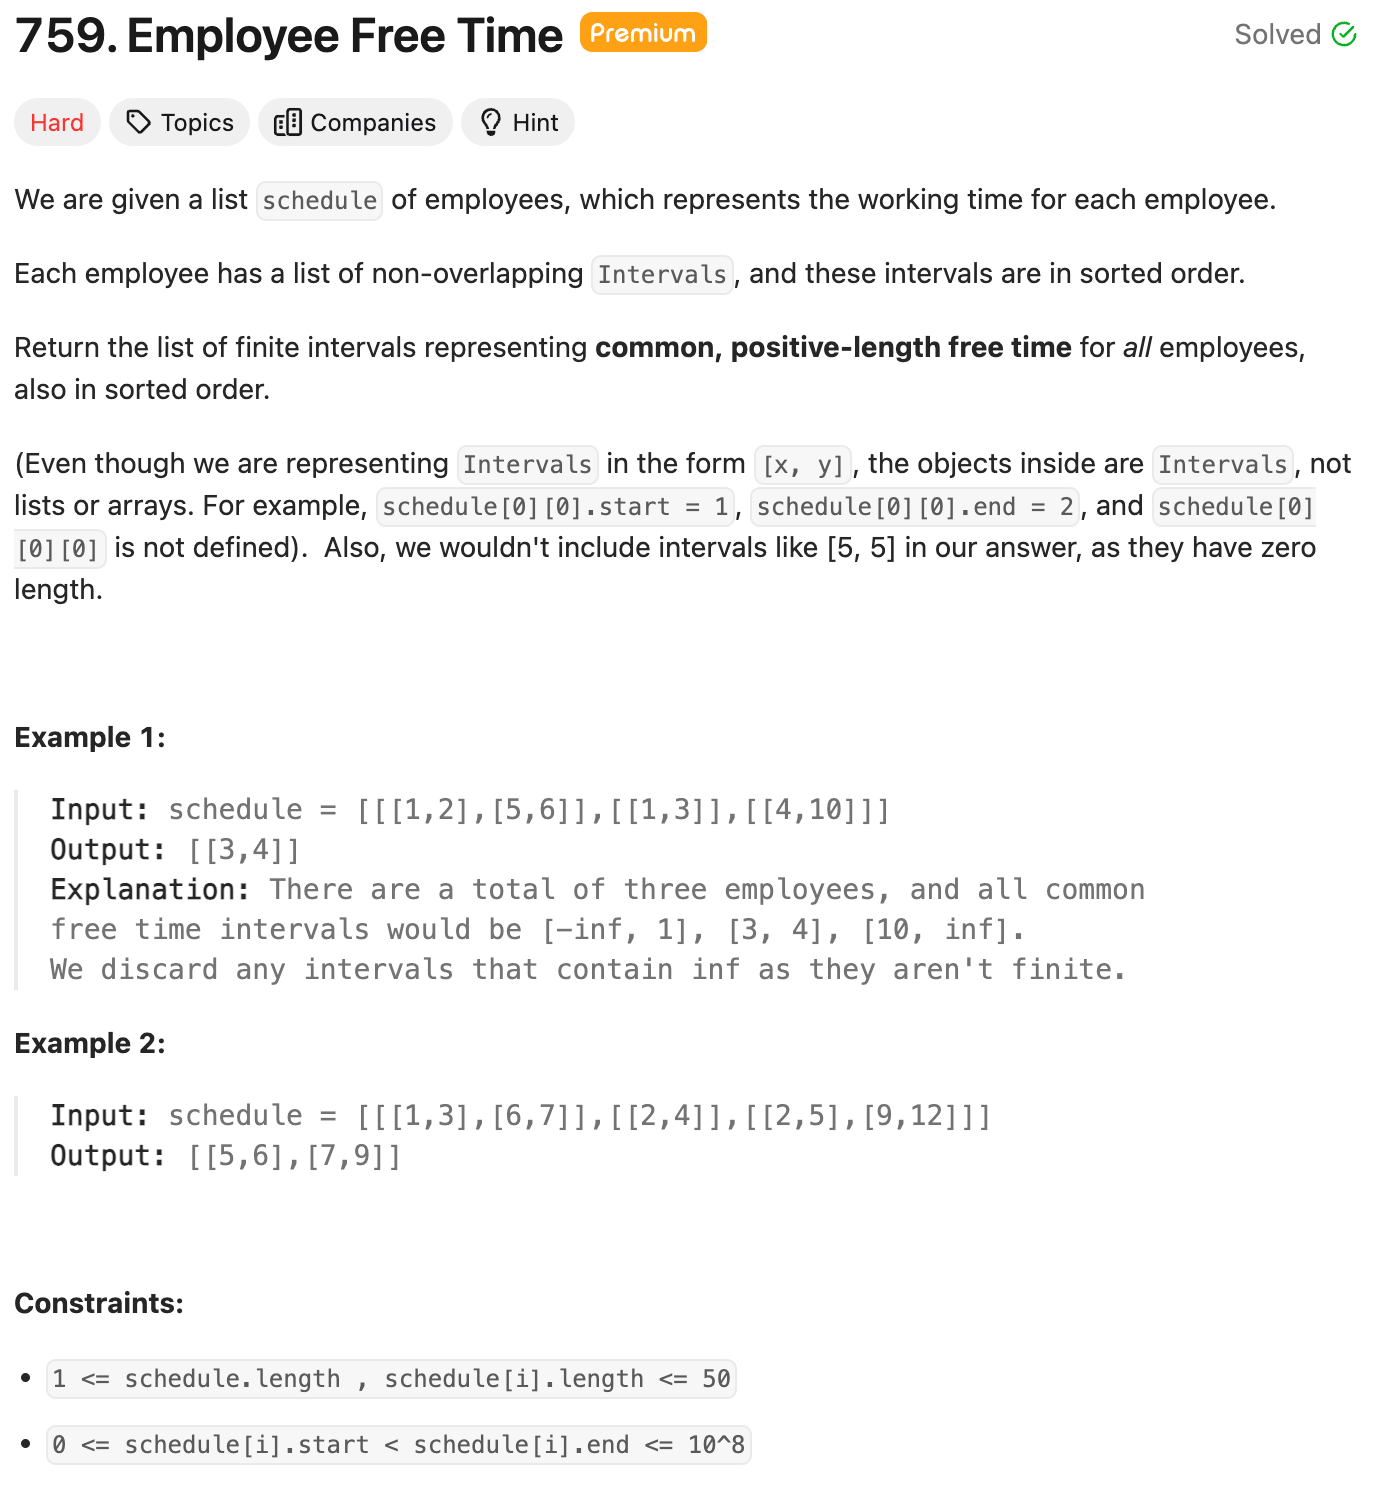 759. Employee Free Time Premium Solved
Hard Topics Companies Hint
We are given a list schedule of employees, which represents the working time for each employee.
Each employee has a list of non-overlapping Intervals, and these intervals are in sorted order.
Return the list of finite intervals representing common, positive-length free time for all employees,
also in sorted order.
(Even though we are representing Intervals in the form [x, y], the objects inside are Intervals, not
lists or arrays. For example, schedule[0][0].start = 1, schedule[0][0].end = 2, and schedule[0]
[0][0] is not defined). Also, we wouldn't include intervals like [5, 5] in our answer, as they have zero
length.
Example 1:
Input: schedule = [[[1,2],[5,6]],[[1,3]],[[4,10]]]
Output: [[3,4]]
Explanation: There are a total of three employees, and all common
free time intervals would be [-inf, 1], [3, 4], [10, inf].
We discard any intervals that contain inf as they aren't finite.
Example 2:
Input: schedule = [[[1,3],[6,7]],[[2,4]],[[2,5],[9,12]]]
Output: [[5,6],[7,9]]
Constraints:
• 1 <= schedule.length , schedule[i].length <= 50
• 0 <= schedule[i].start < schedule[i].end <= 10^8